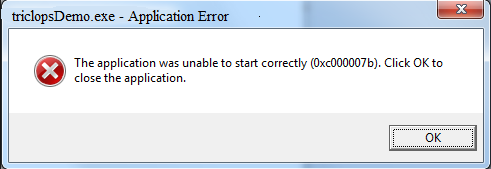 triclopsDemo.exe - Application Error
The application was unable to start correctly (0xc000007b). Click OK to
close the application.
OK